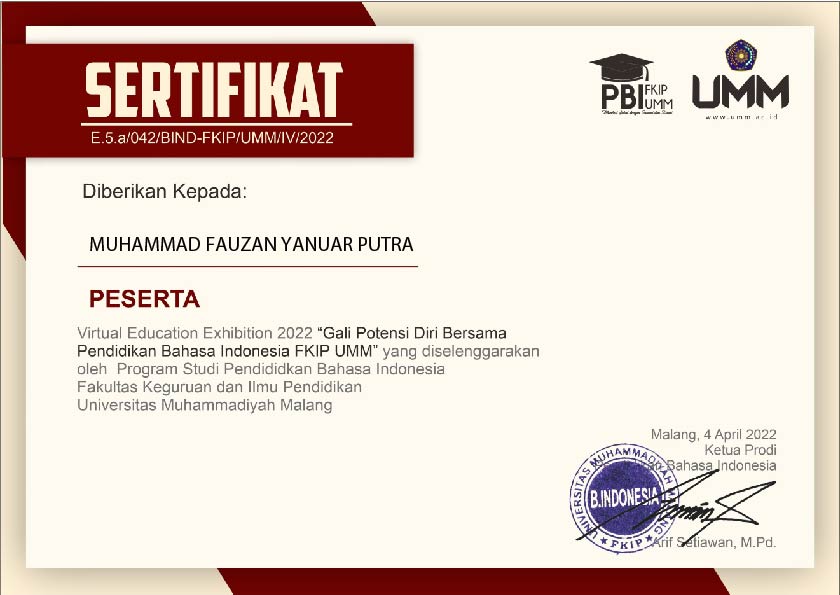 SERTIFIKAT
E.5.a/042/BIND-FKIP/UMM/IV/2022
PBI FKIP UMM
UMM
www.umm.ac.id
Diberikan Kepada:
MUHAMMAD FAUZAN YANUAR PUTRA
PESERTA
Virtual Education Exhibition 2022 “Gali Potensi Diri Bersama
Pendidikan Bahasa Indonesia FKIP UMM” yang diselenggarakan
oleh Program Studi Pendididkan Bahasa Indonesia
Fakultas Keguruan dan Ilmu Pendidikan
Universitas Muhammadiyah Malang
Malang, 4 April 2022
Ketua Prodi
Bahasa Indonesia
UNIVERSITAS MUHAMMADIYAH
B.INDONESIA
FKIP
Arif Setiawan, M.Pd.